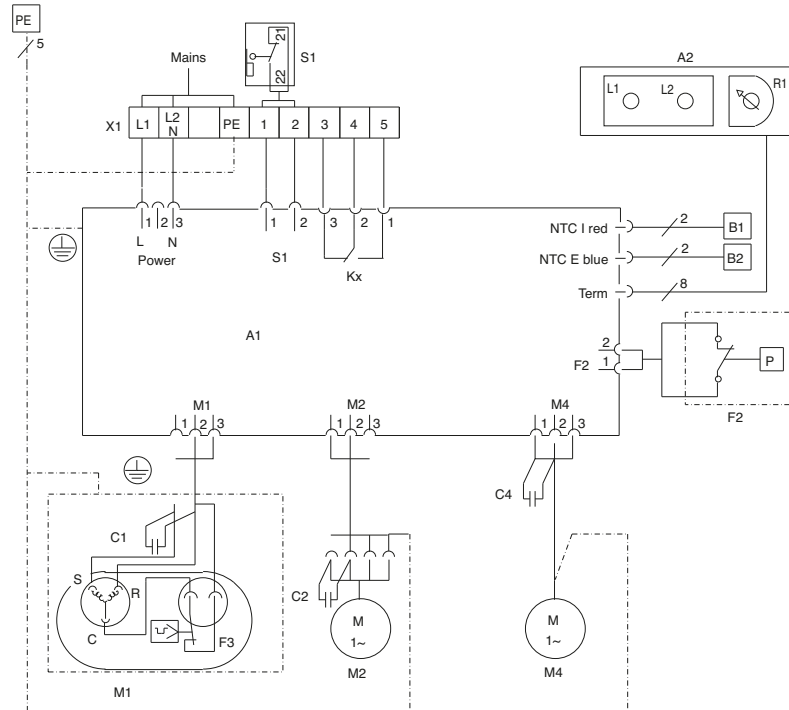 PE
5
Mains
21
22
S1
A2
L1
L2
R1
X1
L1
L2
N
PE
1
2
3
4
5
1
2
3
L
N
Power
1
2
S1
3
2
1
Kx
NTC I red
2
B1
NTC E blue
2
B2
Term
8
A1
2
F2
1
P
F2
M1
1
2
3
M2
1
2
3
M4
1
2
3
C4
C1
S
R
C
F3
M1
C2
M
1~
M2
M
1~
M4